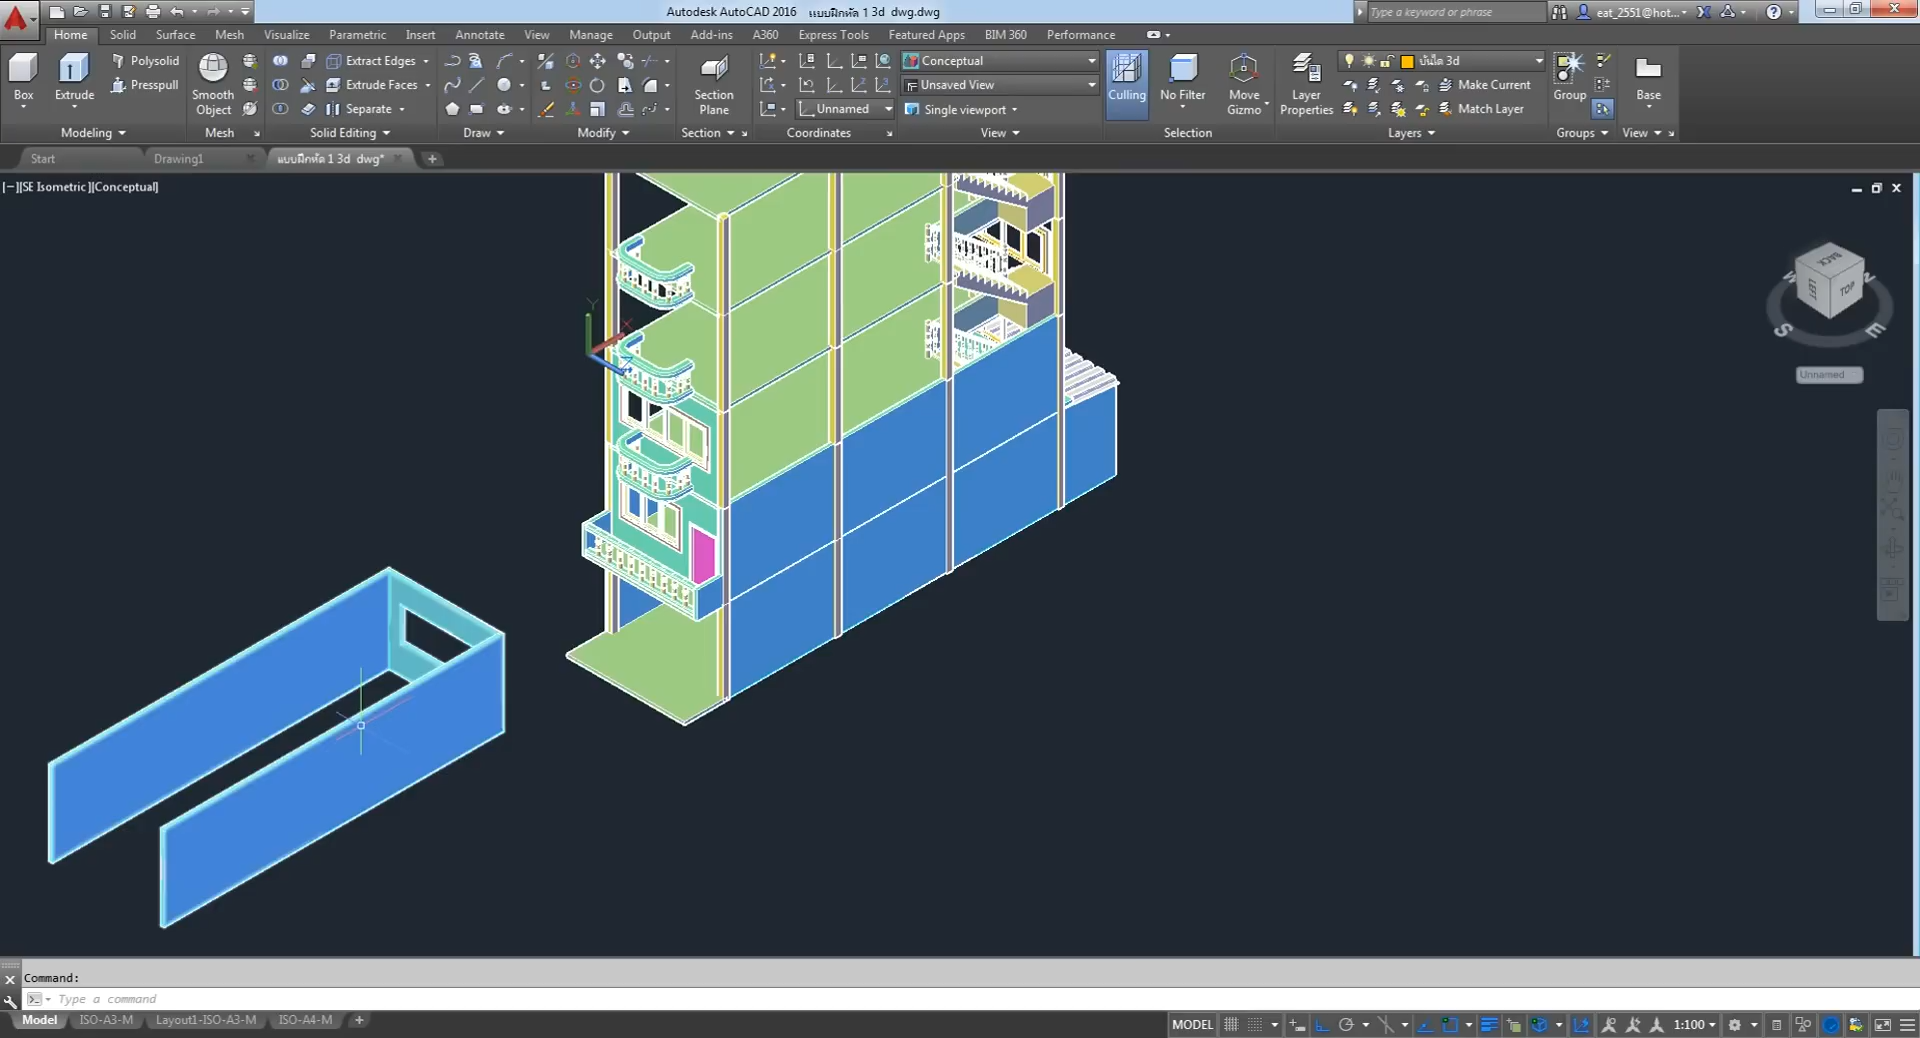 Autodesk AutoCAD 2016 แบบฝึกหัด 1 3d dwg.dwg
Type a keyword or phrase
eat_2551@hot...
Home Solid Surface Mesh Visualize Parametric Insert Annotate View Manage Output Add-ins A360 Express Tools Featured Apps BIM 360 Performance
Polysolid Extract Edges Conceptual บันได 3d
Box Extrude Presspull Smooth Object Extrude Faces Section Plane Unsaved View Culling No Filter Move Gizmo Layer Properties Make Current Group Base
Separate Unnamed Single viewport Match Layer
Modeling Mesh Solid Editing Draw Modify Section Coordinates View Selection Layers Groups View
Start Drawing1 แบบฝึกหัด 1 3d dwg*
[−][SE Isometric][Conceptual]
BACK
LEFT
TOP
W N
S E
Unnamed
Y
X
Z
Command:
Type a command
Model ISO-A3-M Layout1-ISO-A3-M ISO-A4-M
MODEL 1:100